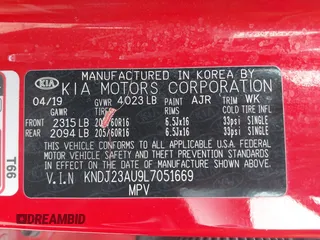 MANUFACTURED IN KOREA BY
KIA KIA MOTORS CORPORATION
04/19 GVWR 4023 LB PAINT AJR TRIM WK
GAWR TIRES RIMS COLD TIRE INFL
FRONT 2315 LB 205/60R16 6.5Jx16 33psi SINGLE
REAR 2094 LB 205/60R16 6.5Jx16 33psi SINGLE
THIS VEHICLE CONFORMS TO ALL APPLICABLE U.S.A. FEDERAL
MOTOR VEHICLE SAFETY AND THEFT PREVENTION STANDARDS IN
EFFECT ON THE DATE OF MANUFACTURE SHOWN ABOVE.
V.I.N KNDJ23AU9L7051669
MPV
T66
DREAMBID